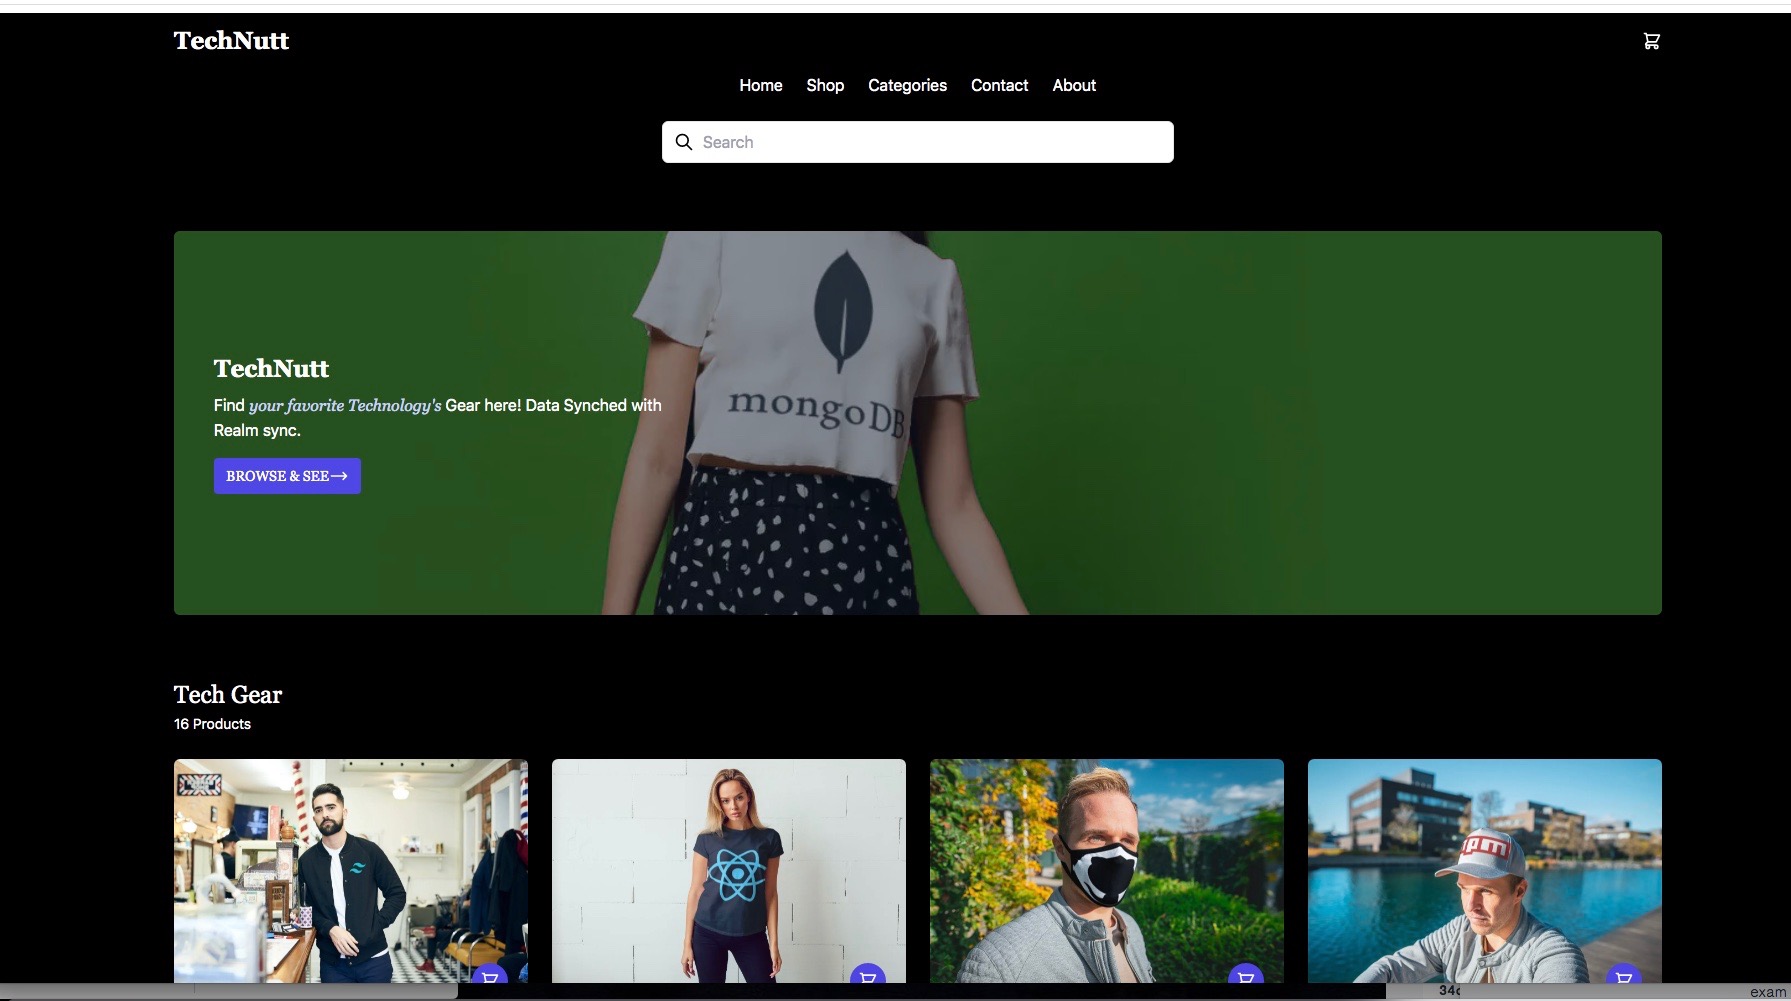 TechNutt
Home Shop Categories Contact About
Search
TechNutt
Find your favorite Technology's Gear here! Data Synched with
Realm sync.
BROWSE & SEE
mongoDB
Tech Gear
16 Products
npm
exam